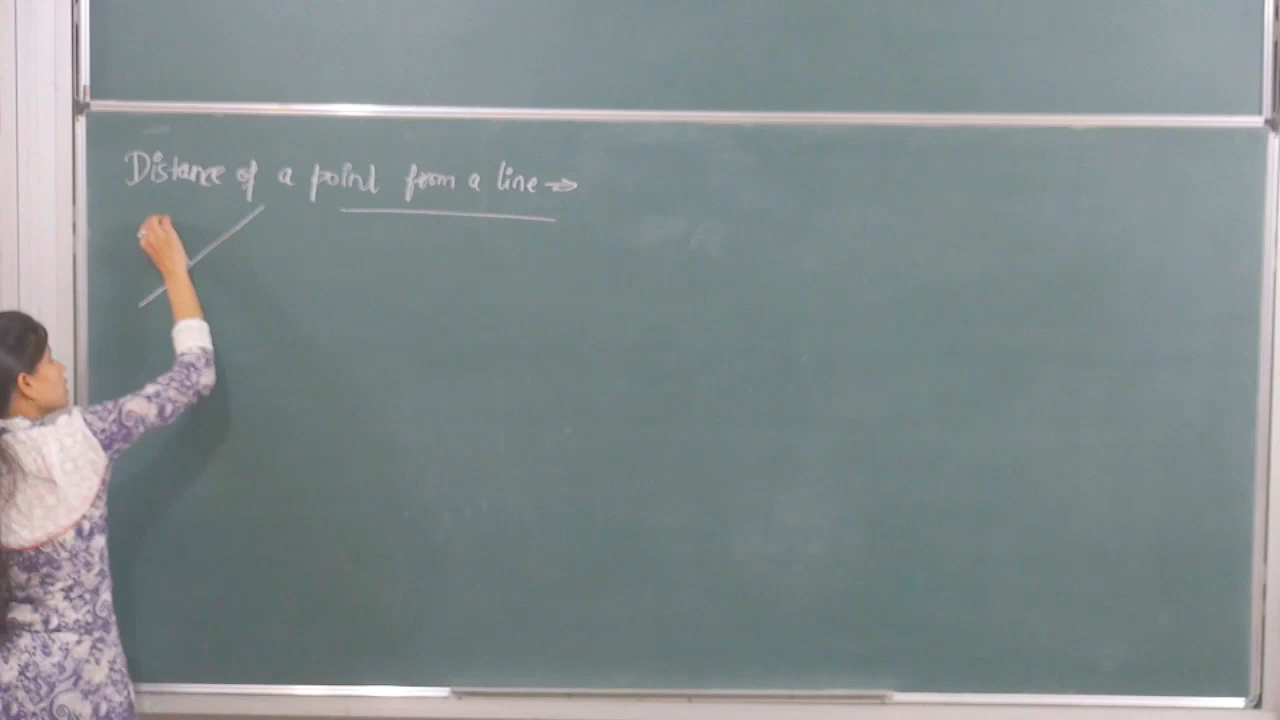 Distance of a point from a line →